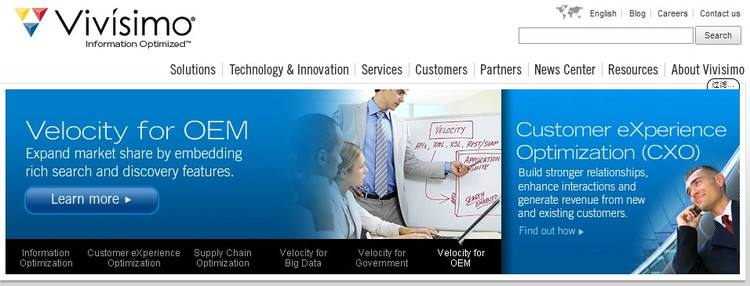 Vivísimo®
Information Optimized™
English | Blog | Careers | Contact us
Search
Solutions | Technology & Innovation | Services | Customers | Partners | News Center | Resources | About Vivisimo
Velocity for OEM
Expand market share by embedding
rich search and discovery features.
Learn more ▸
VELOCITY
APIs, XML, XSL, REST/SOAP
APPLICATION
SEARCH
Customer eXperience
Optimization (CXO)
Build stronger relationships,
enhance interactions and
generate revenue from new
and existing customers.
Find out how ▸
Information
Optimization
Customer eXperience
Optimization
Supply Chain
Optimization
Velocity for
Big Data
Velocity for
Government
Velocity for
OEM